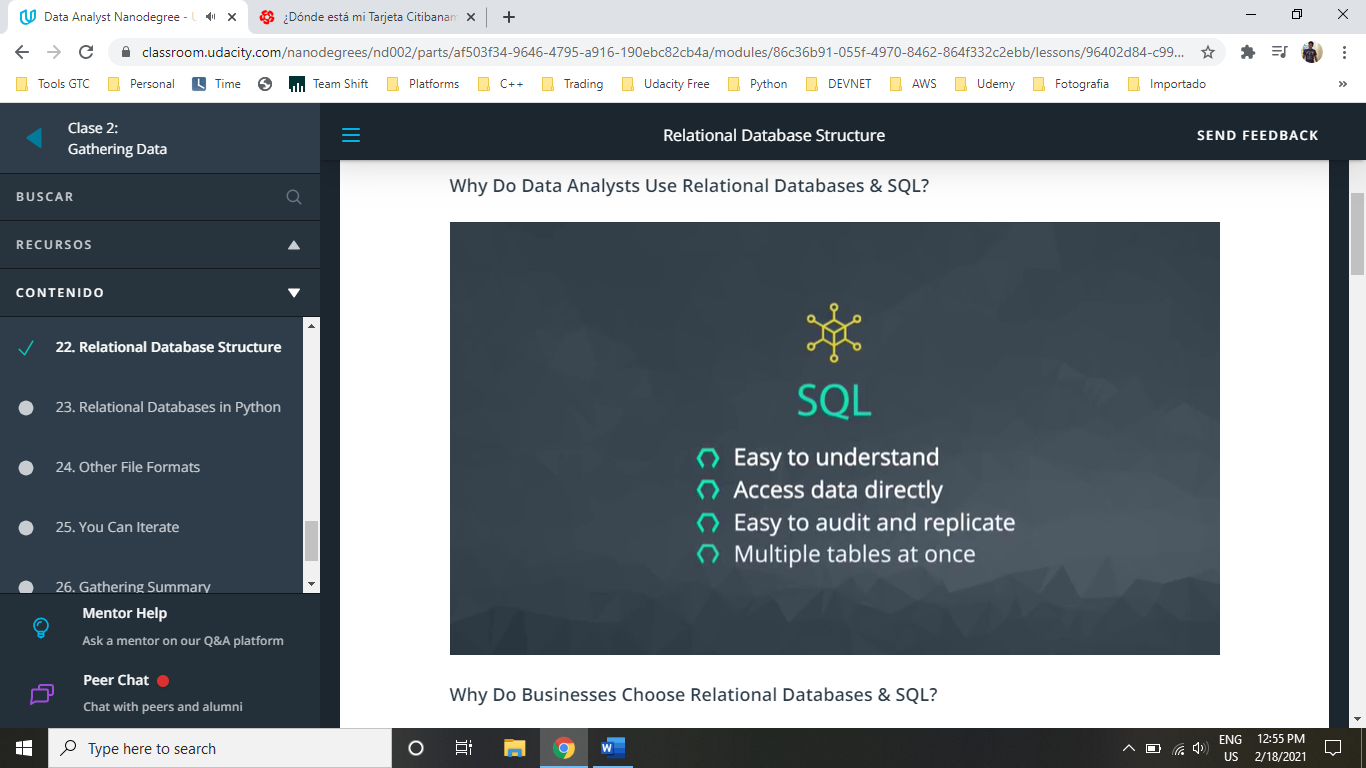 Data Analyst Nanodegree - U
¿Dónde está mi Tarjeta Citibanam
classroom.udacity.com/nanodegrees/nd002/parts/af503f34-9646-4795-a916-190ebc82cb4a/modules/86c36b91-055f-4970-8462-864f332c2ebb/lessons/96402d84-c99...
Tools GTC
Personal
Time
Team Shift
Platforms
C++
Trading
Udacity Free
Python
DEVNET
AWS
Udemy
Fotografia
Importado
»
Clase 2:
Gathering Data
Relational Database Structure
SEND FEEDBACK
BUSCAR
RECURSOS
CONTENIDO
22. Relational Database Structure
23. Relational Databases in Python
24. Other File Formats
25. You Can Iterate
26. Gathering Summary
Mentor Help
Ask a mentor on our Q&A platform
Peer Chat
Chat with peers and alumni
Why Do Data Analysts Use Relational Databases & SQL?
SQL
Easy to understand
Access data directly
Easy to audit and replicate
Multiple tables at once
Why Do Businesses Choose Relational Databases & SQL?
Type here to search
W
ENG
US
12:55 PM
2/18/2021